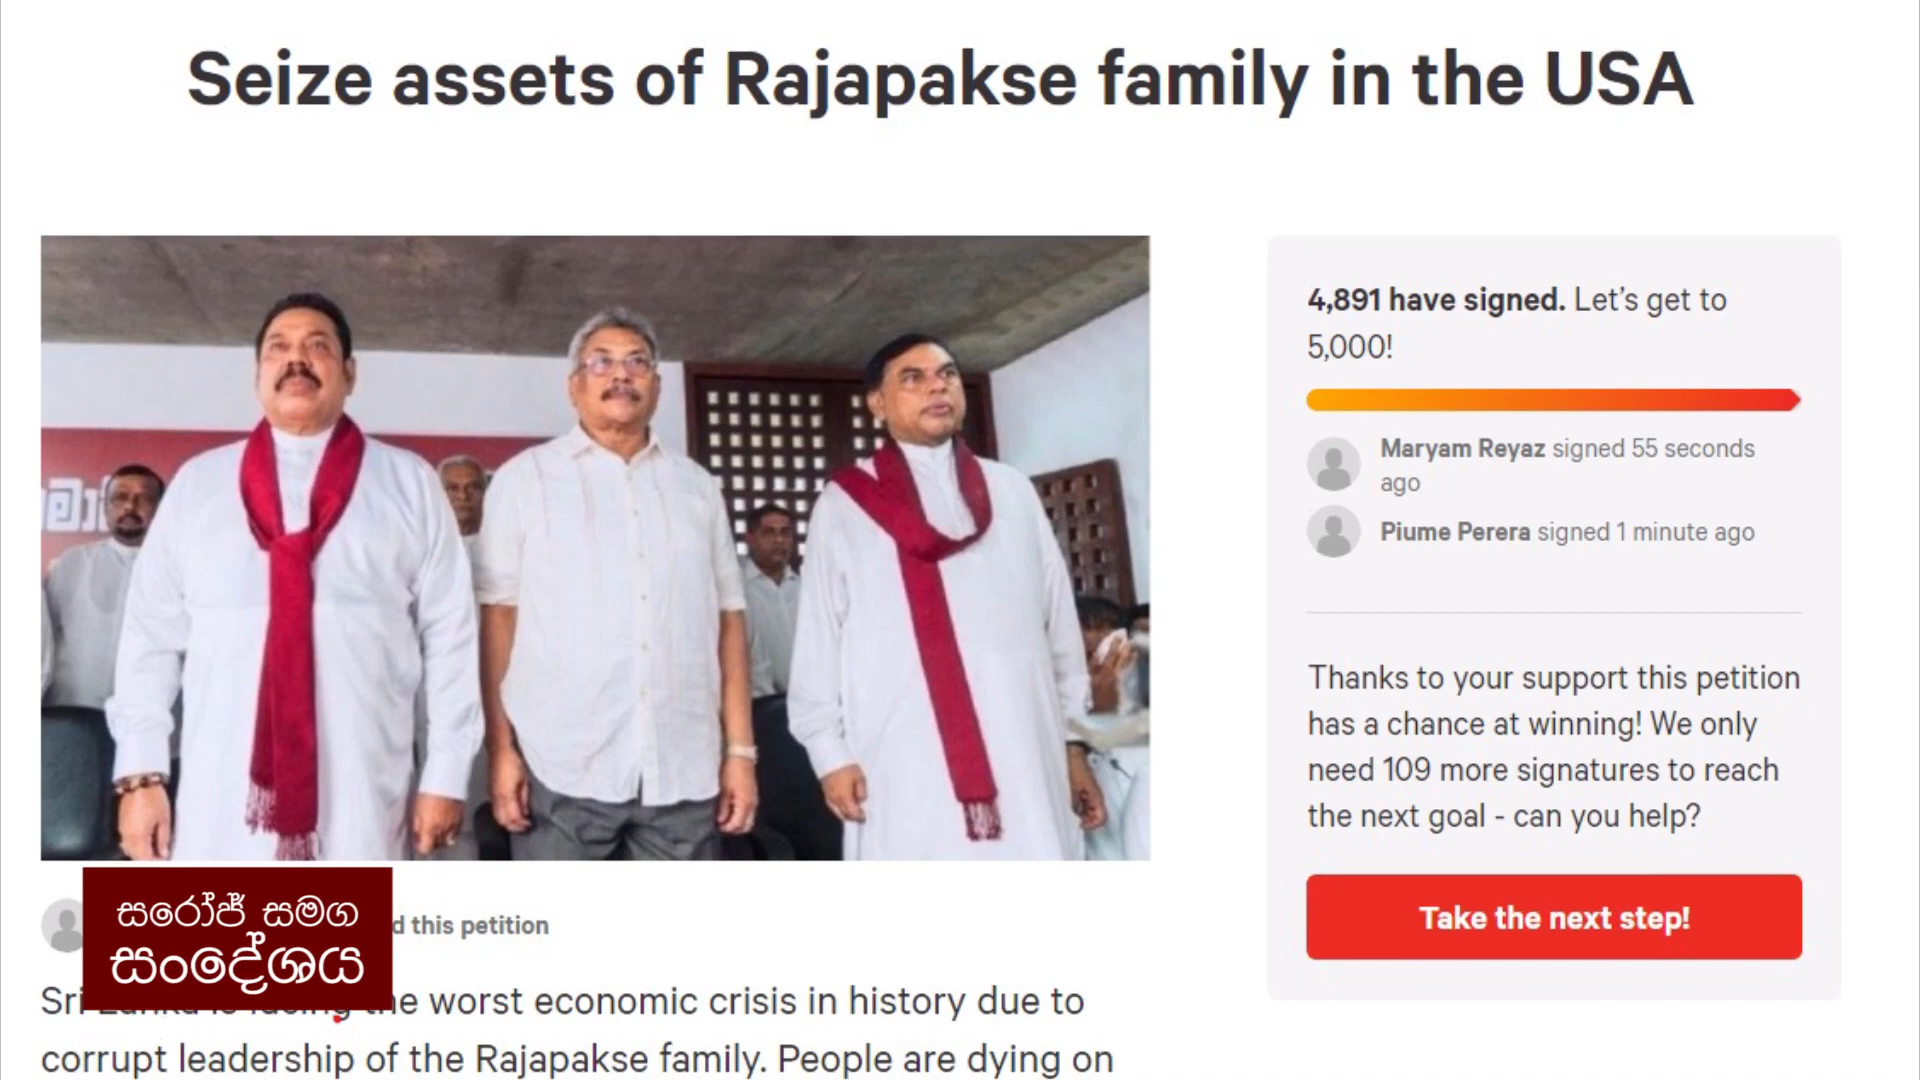 Seize assets of Rajapakse family in the USA
4,891 have signed. Let's get to
5,000!
Maryam Reyaz signed 55 seconds
ago
Piume Perera signed 1 minute ago
Thanks to your support this petition
has a chance at winning! We only
need 109 more signatures to reach
the next goal - can you help?
Take the next step!
සරෝජ් සමග
සංදේශය
d this petition
Sri Lanka is facing the worst economic crisis in history due to
corrupt leadership of the Rajapakse family. People are dying on